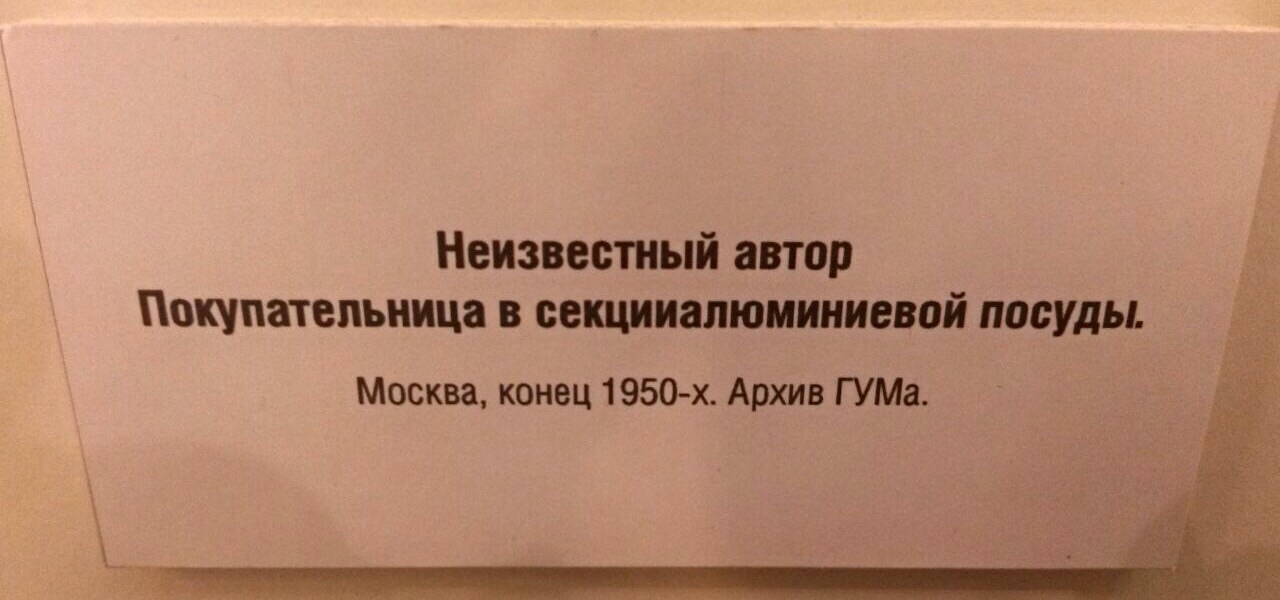 Неизвестный автор
Покупательница в секцииалюминиевой посуды.
Москва, конец 1950-х. Архив ГУМа.